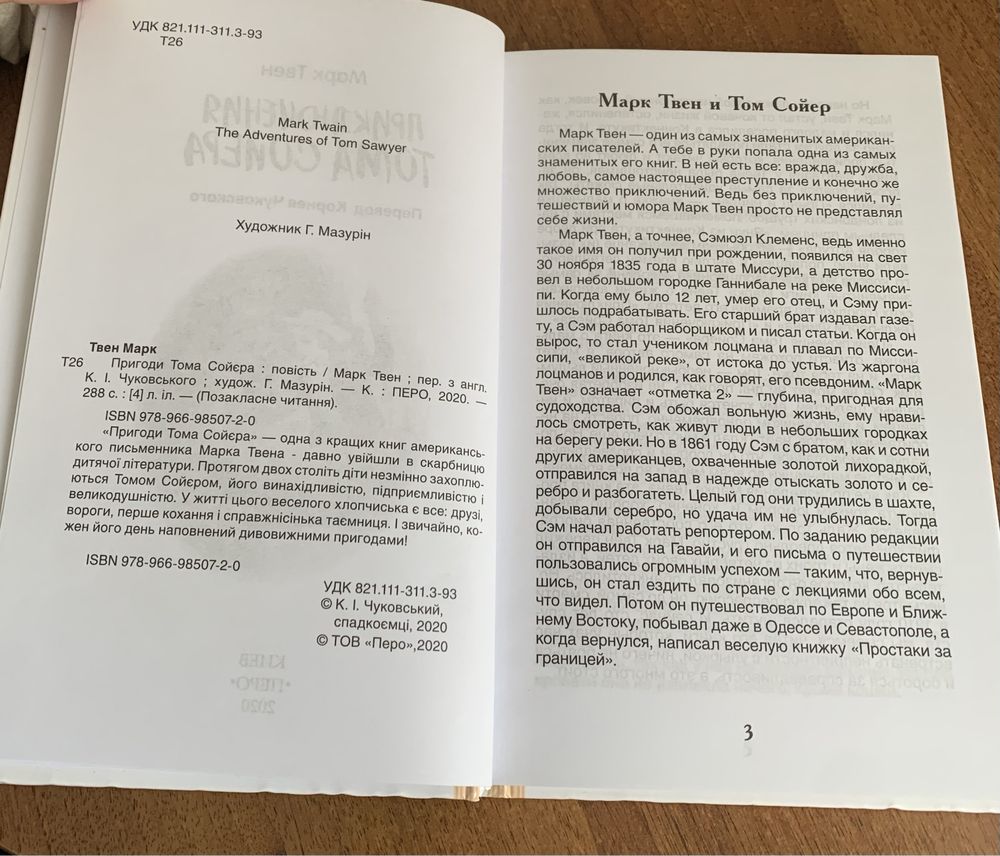 УДК 821.111-311.3-93
Т26
Mark Twain
The Adventures of Tom Sawyer
Художник Г. Мазурін
Твен Марк
Т26 Пригоди Тома Сойєра : повість / Марк Твен ; пер. з англ.
К. І. Чуковського ; худож. Г. Мазурін. — К. : ПЕРО, 2020. —
288 с. : [4] л. іл. — (Позакласне читання).
ISBN 978-966-98507-2-0
«Пригоди Тома Сойєра» — одна з кращих книг американсь-
кого письменника Марка Твена - давно увійшли в скарбницю
дитячої літератури. Протягом двох століть діти незмінно захоплю-
ються Томом Сойєром, його винахідливістю, підприємливістю і
великодушністю. У житті цього веселого хлопчиська є все: друзі,
вороги, перше кохання і справжнісінька таємниця. І звичайно, ко-
жен його день наповнений дивовижними пригодами!
ISBN 978-966-98507-2-0
УДК 821.111-311.3-93
© К. І. Чуковський,
спадкоємці, 2020
© ТОВ «Перо»,2020
Марк Твен и Том Сойер
Марк Твен — один из самых знаменитых американ-
ских писателей. А тебе в руки попала одна из самых
знаменитых его книг. В ней есть все: вражда, дружба,
любовь, самое настоящее преступление и конечно же
множество приключений. Ведь без приключений, пу-
тешествий и юмора Марк Твен просто не представлял
себе жизни.
Марк Твен, а точнее, Сэмюэл Клеменс, ведь именно
такое имя он получил при рождении, появился на свет
30 ноября 1835 года в штате Миссури, а детство про-
вел в небольшом городке Ганнибале на реке Миссиси-
пи. Когда ему было 12 лет, умер его отец, и Сэму при-
шлось подрабатывать. Его старший брат издавал газе-
ту, а Сэм работал наборщиком и писал статьи. Когда он
вырос, то стал учеником лоцмана и плавал по Мисси-
сипи, «великой реке», от истока до устья. Из жаргона
лоцманов и родился, как говорят, его псевдоним. «Марк
Твен» означает «отметка 2» — глубина, пригодная для
судоходства. Сэм обожал вольную жизнь, ему нрави-
лось смотреть, как живут люди в небольших городках
на берегу реки. Но в 1861 году Сэм с братом, как и сотни
других американцев, охваченные золотой лихорадкой,
отправился на запад в надежде отыскать золото и се-
ребро и разбогатеть. Целый год они трудились в шахте,
добывали серебро, но удача им не улыбнулась. Тогда
Сэм начал работать репортером. По заданию редакции
он отправился на Гавайи, и его письма о путешествии
пользовались огромным успехом — таким, что, вернув-
шись, он стал ездить по стране с лекциями обо всем,
что видел. Потом он путешествовал по Европе и Ближ-
нему Востоку, побывал даже в Одессе и Севастополе, а
когда вернулся, написал веселую книжку «Простаки за
границей».
3